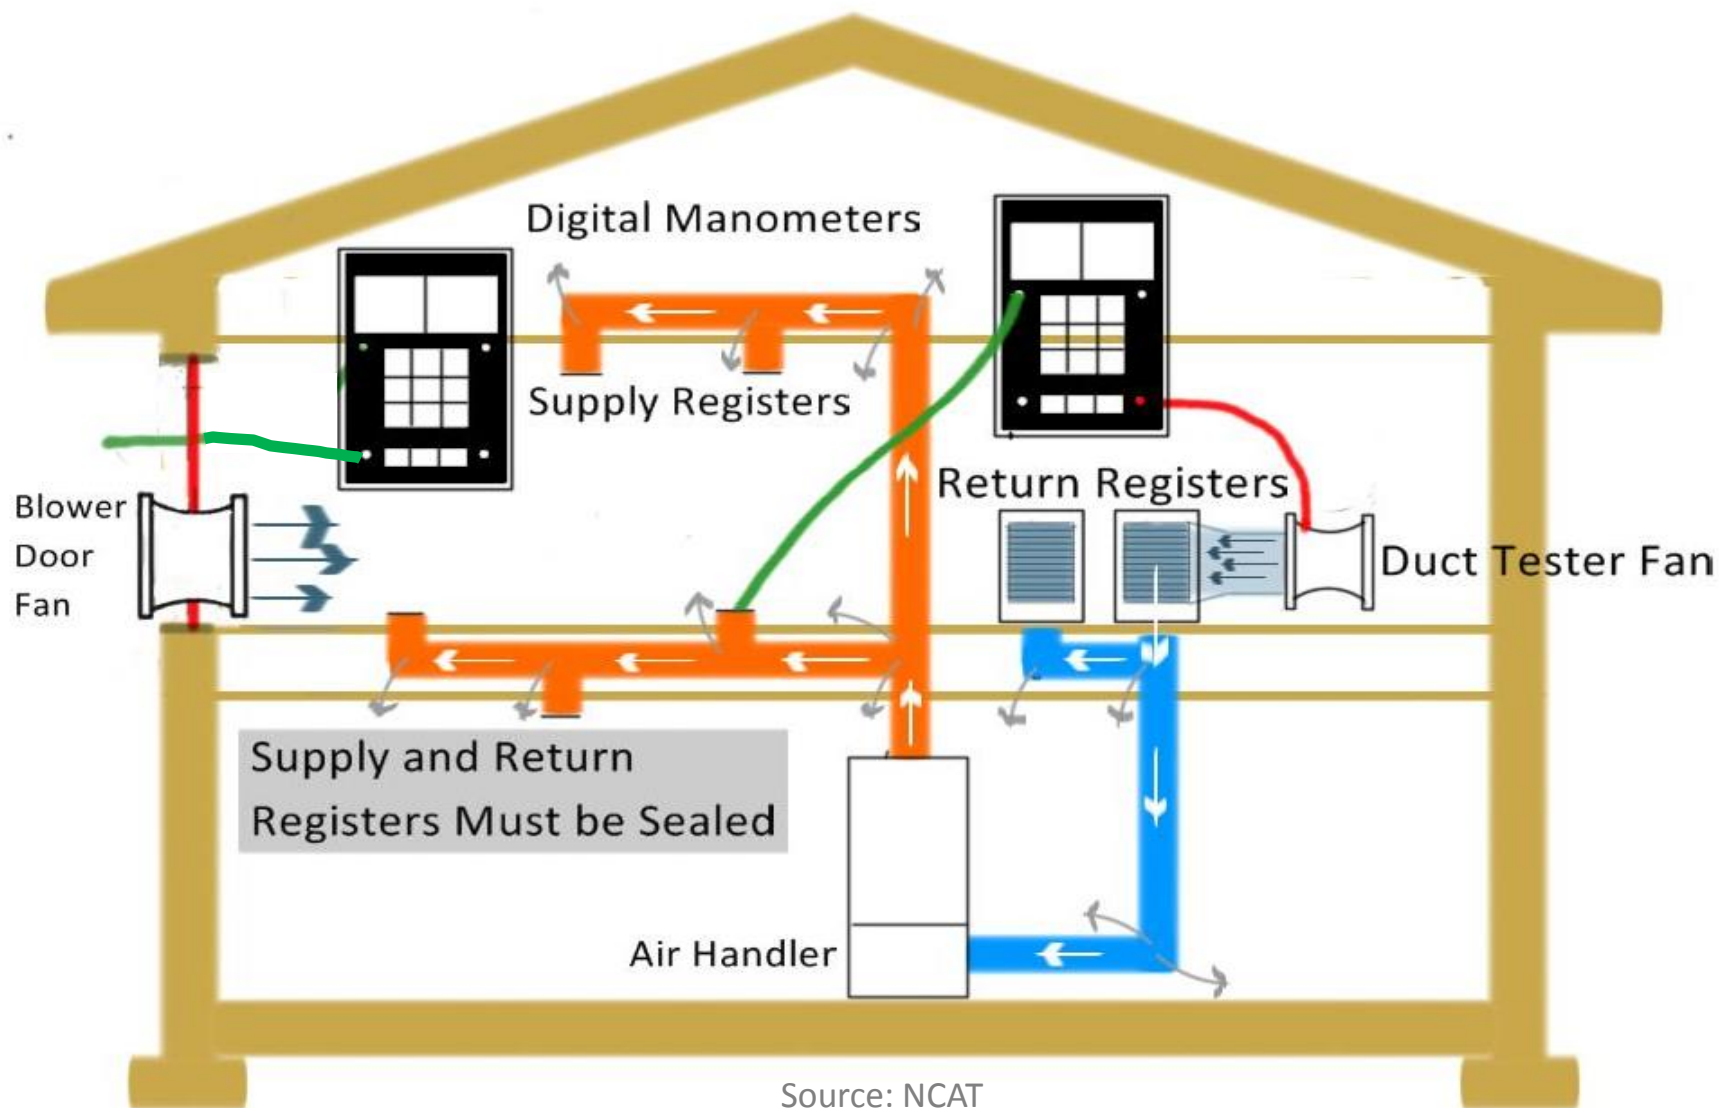 Digital Manometers
Supply Registers
Return Registers
Blower
Door
Fan
Duct Tester Fan
Supply and Return
Registers Must be Sealed
Air Handler
Source: NCAT